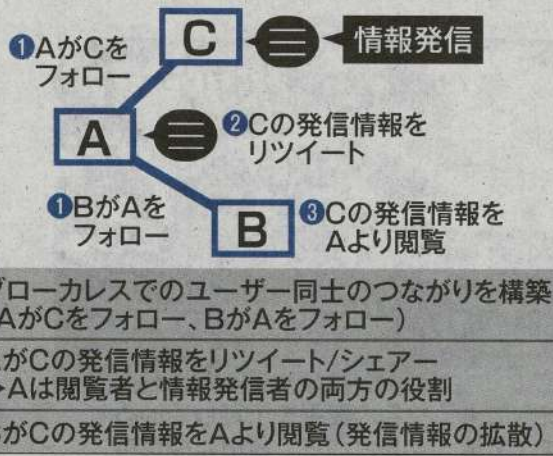 C
情報発信
❶AがCを
フォロー
A
❷Cの発信情報を
リツイート
❶BがAを
フォロー
B
❸Cの発信情報を
Aより閲覧
ブローカレスでのユーザー同士のつながりを構築
AがCをフォロー、BがAをフォロー）
がCの発信情報をリツイート/シェアー
Aは閲覧者と情報発信者の両方の役割
がCの発信情報をAより閲覧（発信情報の拡散）